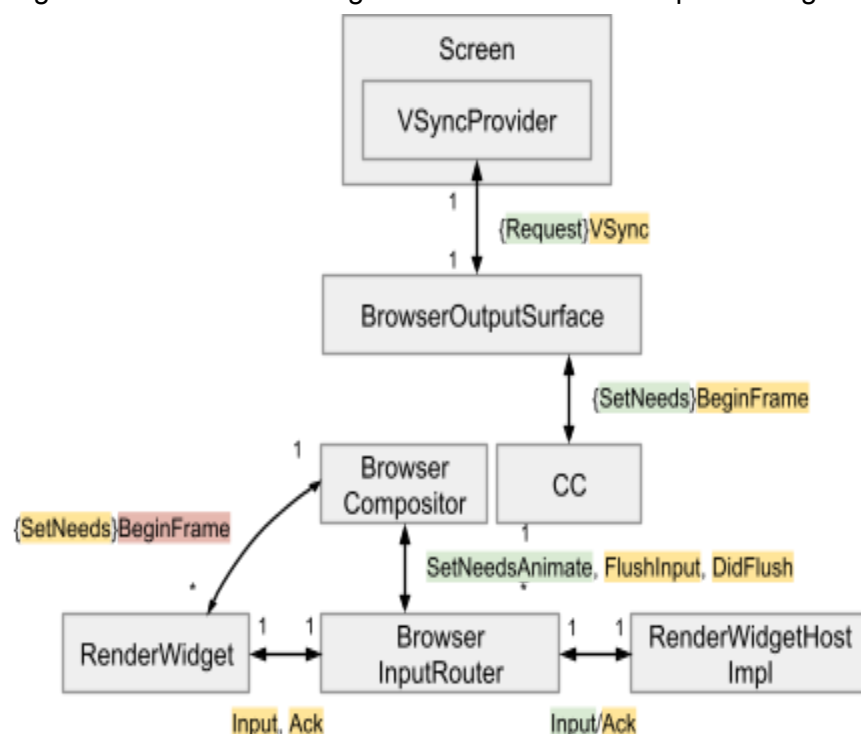 Screen
VSyncProvider
1
{Request}VSync
1
BrowserOutputSurface
{SetNeeds}BeginFrame
1
Browser
Compositor
CC
{SetNeeds}BeginFrame
1
SetNeedsAnimate, FlushInput, DidFlush
*
*
RenderWidget
1
1
Browser
InputRouter
1
1
RenderWidgetHost
Impl
Input, Ack
Input/Ack